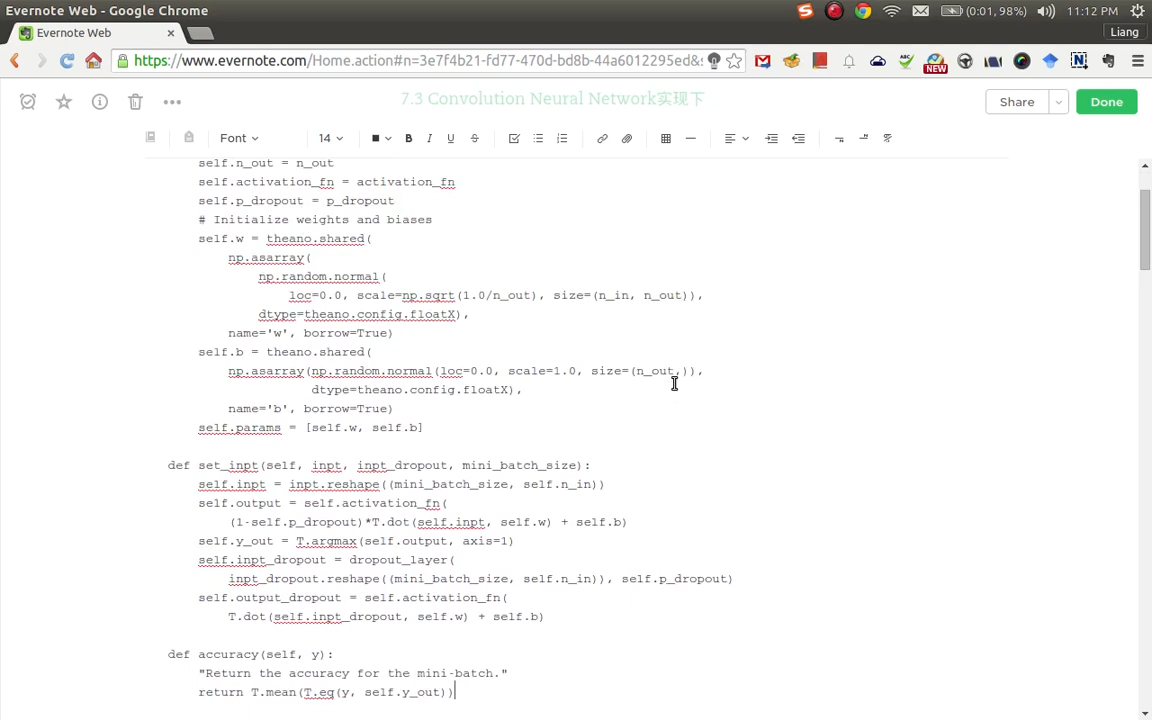 Evernote Web - Google Chrome
(0:01, 98%)
11:12 PM
Evernote Web
Liang
https://www.evernote.com/Home.action#n=3e7f4b21-fd77-470d-bd8b-44a6012295ed&s
NEW
7.3 Convolution Neural Network实现下
Share
Done
Font
14
B
I
U
self.n_out = n_out
self.activation_fn = activation_fn
self.p_dropout = p_dropout
# Initialize weights and biases
self.w = theano.shared(
np.asarray(
np.random.normal(
loc=0.0, scale=np.sqrt(1.0/n_out), size=(n_in, n_out)),
dtype=theano.config.floatX),
name='w', borrow=True)
self.b = theano.shared(
np.asarray(np.random.normal(loc=0.0, scale=1.0, size=(n_out,)),
dtype=theano.config.floatX),
name='b', borrow=True)
self.params = [self.w, self.b]
def set_inpt(self, inpt, inpt_dropout, mini_batch_size):
self.inpt = inpt.reshape((mini_batch_size, self.n_in))
self.output = self.activation_fn(
(1-self.p_dropout)*T.dot(self.inpt, self.w) + self.b)
self.y_out = T.argmax(self.output, axis=1)
self.inpt_dropout = dropout_layer(
inpt_dropout.reshape((mini_batch_size, self.n_in)), self.p_dropout)
self.output_dropout = self.activation_fn(
T.dot(self.inpt_dropout, self.w) + self.b)
def accuracy(self, y):
"Return the accuracy for the mini-batch."
return T.mean(T.eq(y, self.y_out))